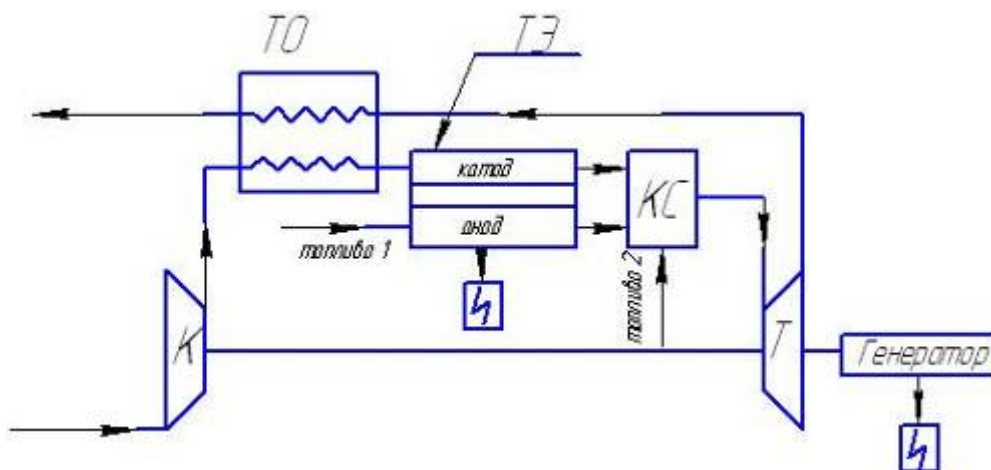 ТО
ТЭ
катод
КС
анод
топливо 1
топливо 2
К
Т
Генератор